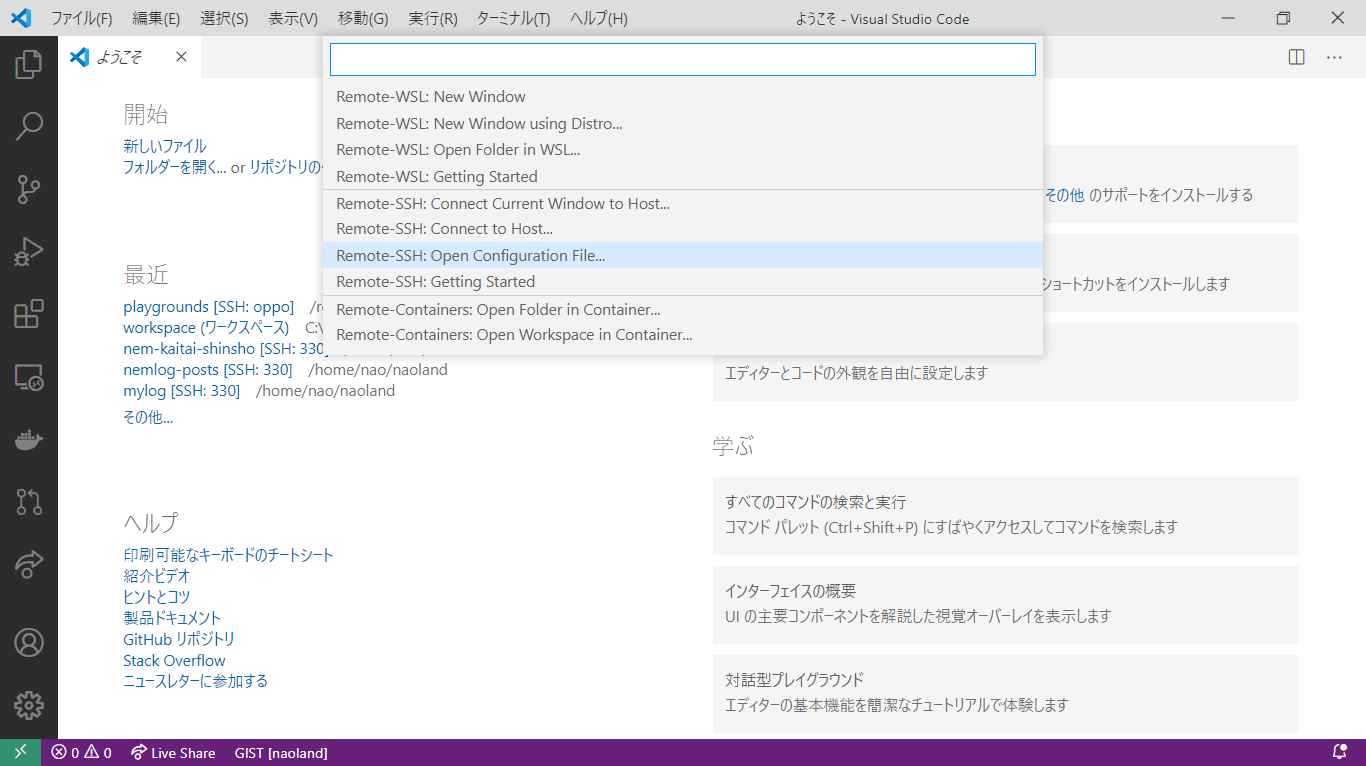 ファイル(F) 編集(E) 選択(S) 表示(V) 移動(G) 実行(R) ターミナル(T) ヘルプ(H) ようこそ - Visual Studio Code
ようこそ
Remote-WSL: New Window
Remote-WSL: New Window using Distro...
Remote-WSL: Open Folder in WSL...
Remote-WSL: Getting Started
Remote-SSH: Connect Current Window to Host...
Remote-SSH: Connect to Host...
Remote-SSH: Open Configuration File...
Remote-SSH: Getting Started
Remote-Containers: Open Folder in Container...
Remote-Containers: Open Workspace in Container...
開始
新しいファイル
フォルダーを開く... or リポジトリの
最近
playgrounds [SSH: oppo]
workspace (ワークスペース) C:\
nem-kaitai-shinsho [SSH: 330]
nemlog-posts [SSH: 330] /home/nao/naoland
mylog [SSH: 330] /home/nao/naoland
その他...
ヘルプ
印刷可能なキーボードのチートシート
紹介ビデオ
ヒントとコツ
製品ドキュメント
GitHub リポジトリ
Stack Overflow
ニュースレターに参加する
その他 のサポートをインストールする
ショートカットをインストールします
エディターとコードの外観を自由に設定します
学ぶ
すべてのコマンドの検索と実行
コマンド パレット (Ctrl+Shift+P) にすばやくアクセスしてコマンドを検索します
インターフェイスの概要
UI の主要コンポーネントを解説した視覚オーバーレイを表示します
対話型プレイグラウンド
エディターの基本機能を簡潔なチュートリアルで体験します
0 0 Live Share GIST [naoland]